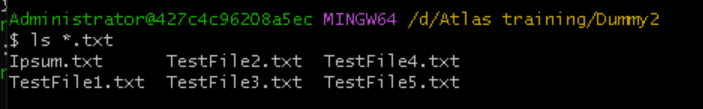 Administrator@427c4c96208a5ec MINGW64 /d/Atlas training/Dummy2
$ ls *.txt
Ipsum.txt TestFile2.txt TestFile4.txt
TestFile1.txt TestFile3.txt TestFile5.txt